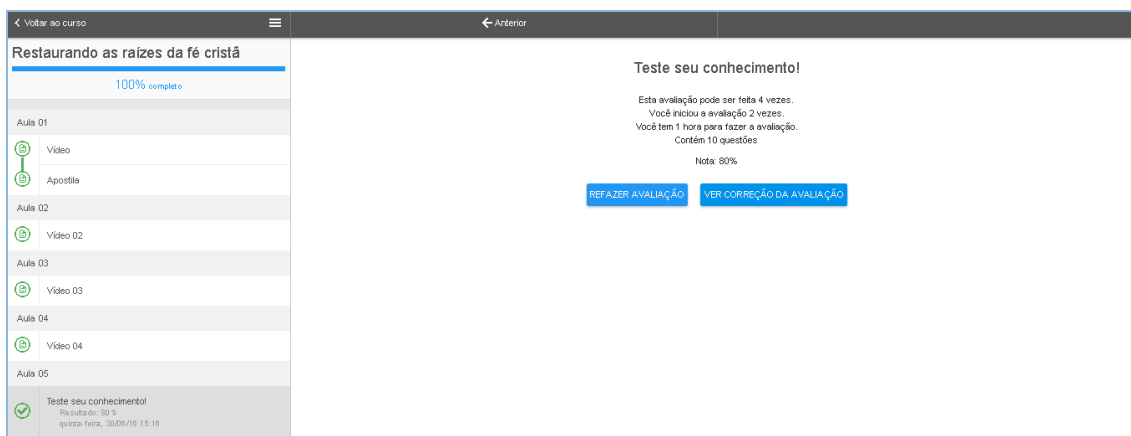 Voltar ao curso
Anterior
Restaurando as raízes da fé cristã
100% completo
Aula 01
Vídeo
Apostila
Aula 02
Vídeo 02
Aula 03
Vídeo 03
Aula 04
Vídeo 04
Aula 05
Teste seu conhecimento!
Resultado: 80 %
quinta-feira, 30/06/16 15:16
Teste seu conhecimento!
Esta avaliação pode ser feita 4 vezes.
Você iniciou a avaliação 2 vezes.
Você tem 1 hora para fazer a avaliação.
Contém 10 questões
Nota: 80%
REFAZER AVALIAÇÃO
VER CORREÇÃO DA AVALIAÇÃO